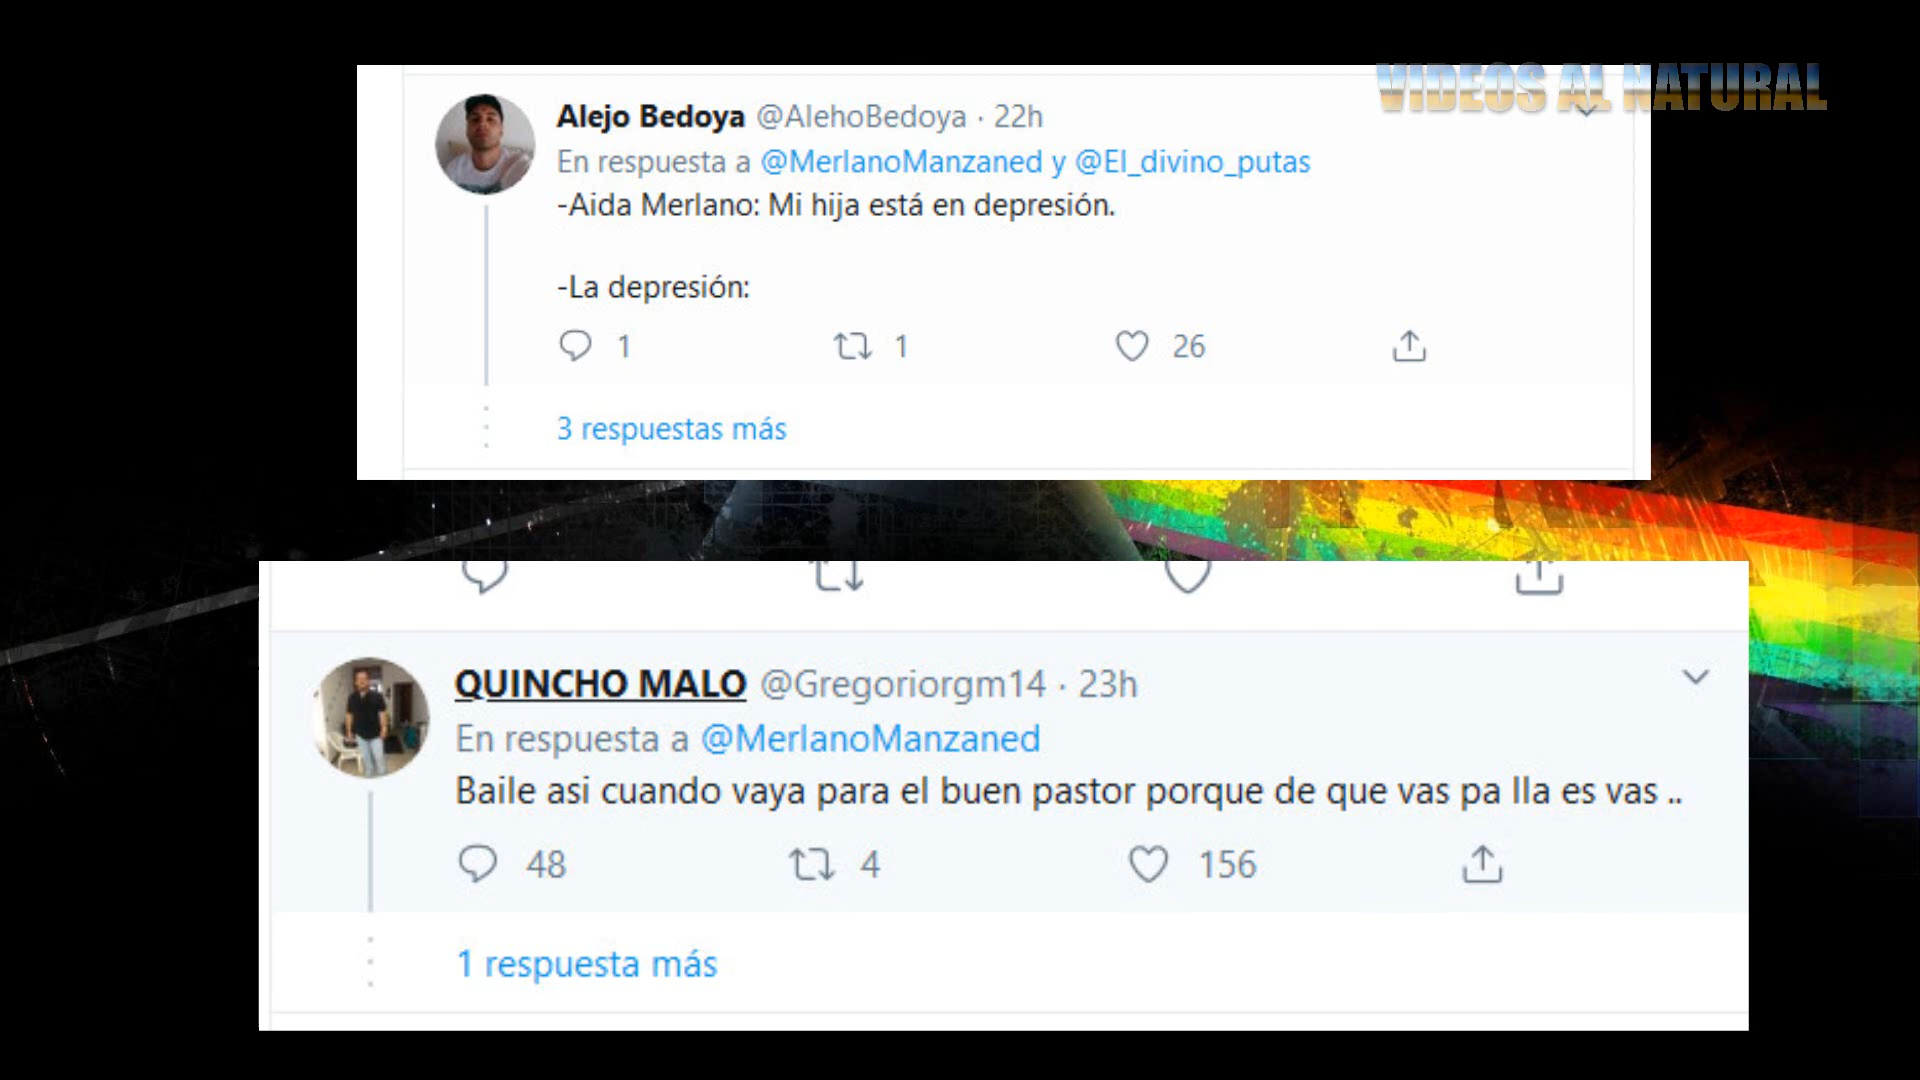 VIDEOS AL NATURAL
Alejo Bedoya @AlehoBedoya · 22h
En respuesta a @MerlanoManzaned y @El_divino_putas
-Aida Merlano: Mi hija está en depresión.
-La depresión:
1 1 26
3 respuestas más
QUINCHO MALO @Gregoriorgm14 · 23h
En respuesta a @MerlanoManzaned
Baile asi cuando vaya para el buen pastor porque de que vas pa lla es vas ..
48 4 156
1 respuesta más